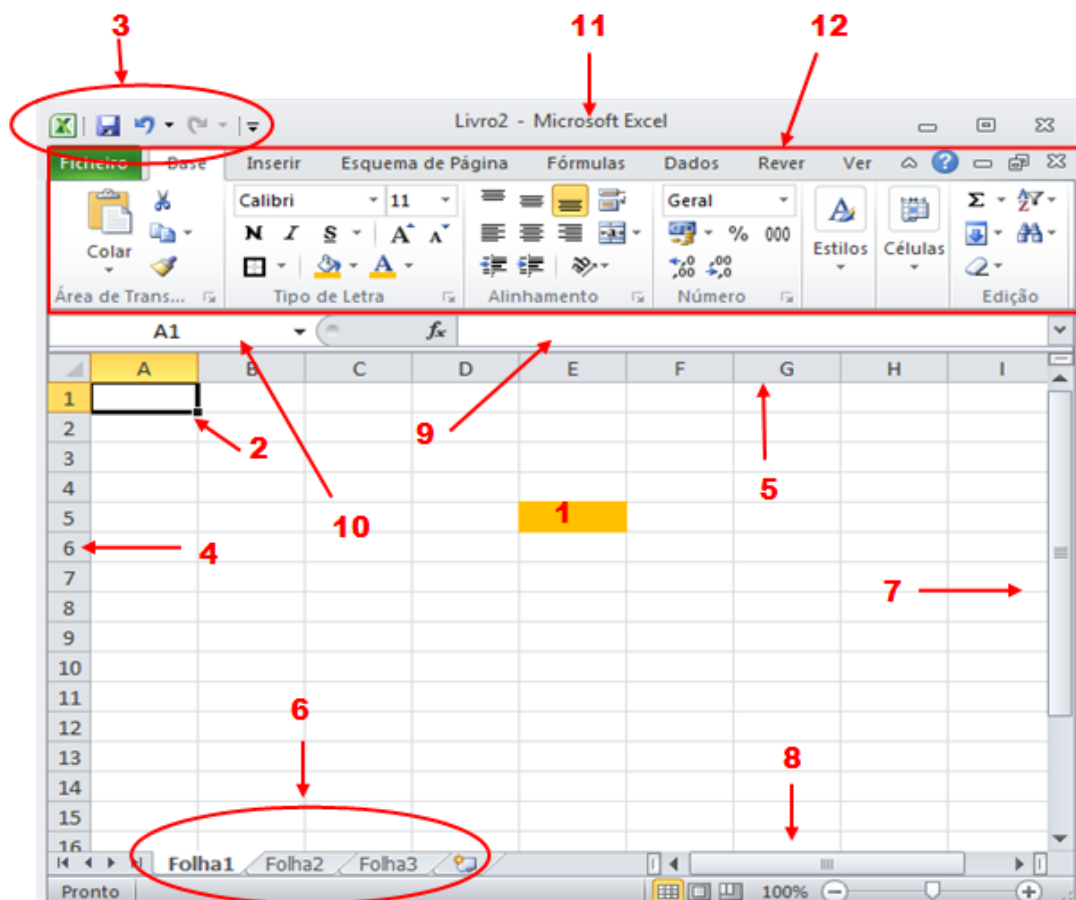 3 11 12
Livro2 - Microsoft Excel
Ficheiro Base Inserir Esquema de Página Fórmulas Dados Rever Ver
Calibri 11 Geral
Colar N I S A A % 000 Estilos Células Σ
A ,00 ,0 ,00
Área de Trans... Tipo de Letra Alinhamento Número Edição
A1 fx
A B C D E F G H I
1
2 2 9
3
4 5
5 10 1
6 4
7 7
8
9
10
11 6
12
13 8
14
15
16
Folha1 Folha2 Folha3
Pronto 100%